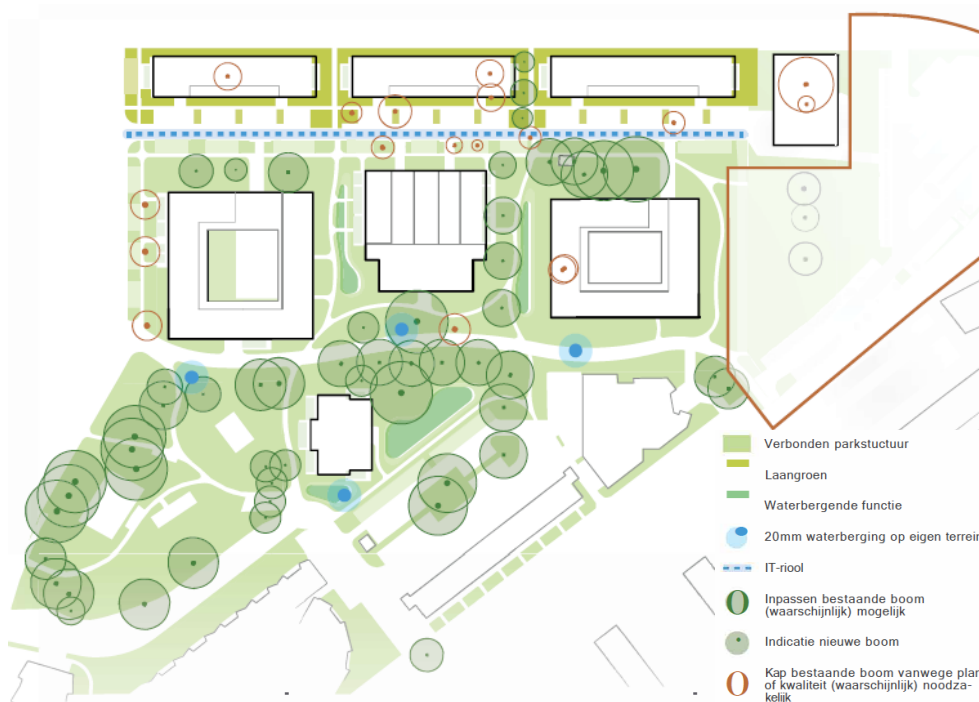 Verbonden parkstuctuur
Laangroen
Waterbergende functie
20mm waterberging op eigen terrein
IT-riool
Inpassen bestaande boom
(waarschijnlijk) mogelijk
Indicatie nieuwe boom
Kap bestaande boom vanwege plan
of kwaliteit (waarschijnlijk) noodza-
kelijk